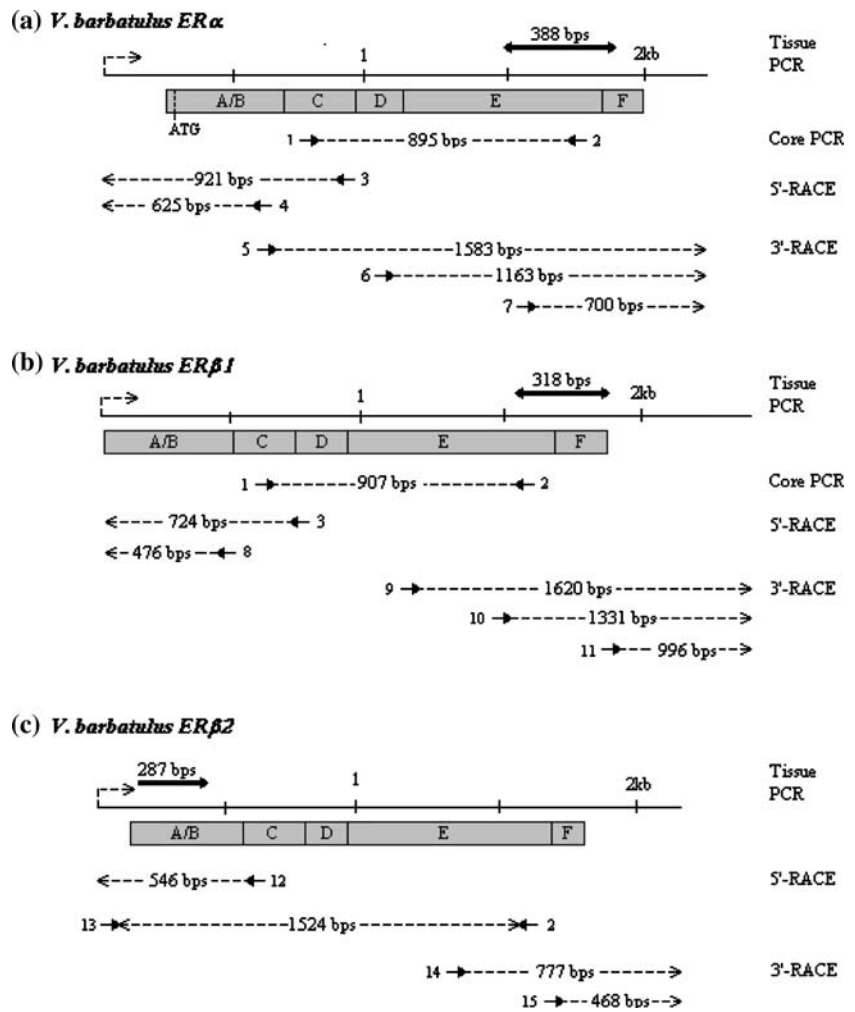 (a) V. barbatulus ERα
388 bps
Tissue
PCR
1
2kb
A/B C D E F
ATG
1 895 bps 2 Core PCR
921 bps 3
5'-RACE
625 bps 4
5 1583 bps 3'-RACE
6 1163 bps
7 700 bps
(b) V. barbatulus ERβ1
318 bps
Tissue
PCR
1
2kb
A/B C D E F
1 907 bps 2 Core PCR
724 bps 3 5'-RACE
476 bps 8
9 1620 bps 3'-RACE
10 1331 bps
11 996 bps
(c) V. barbatulus ERβ2
287 bps
Tissue
PCR
1
2kb
A/B C D E F
546 bps 12 5'-RACE
13 1524 bps 2
14 777 bps 3'-RACE
15 468 bps